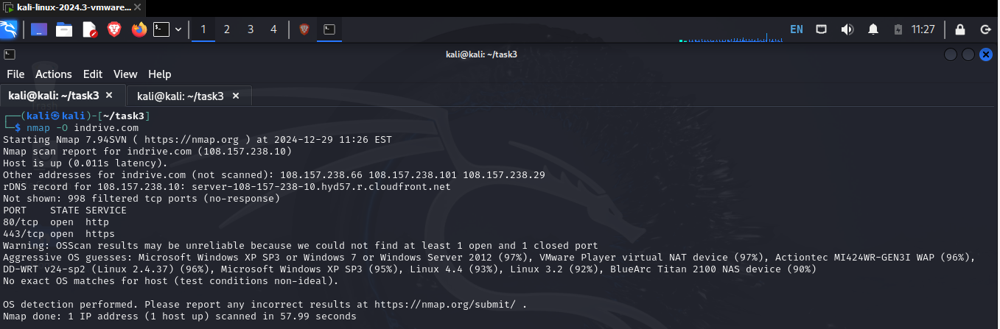 kali-linux-2024.3-vmware...
1 2 3 4 EN 11:27
kali@kali: ~/task3
File Actions Edit View Help
kali@kali: ~/task3 × kali@kali: ~/task3 ×
Trash
┌──(kali㉿kali)-[~/task3]
└─$ nmap -O indrive.com
Starting Nmap 7.94SVN ( https://nmap.org ) at 2024-12-29 11:26 EST
Nmap scan report for indrive.com (108.157.238.10)
Host is up (0.011s latency).
Other addresses for indrive.com (not scanned): 108.157.238.66 108.157.238.101 108.157.238.29
rDNS record for 108.157.238.10: server-108-157-238-10.hyd57.r.cloudfront.net
Not shown: 998 filtered tcp ports (no-response)
PORT    STATE SERVICE
80/tcp  open  http
443/tcp open  https
Warning: OSScan results may be unreliable because we could not find at least 1 open and 1 closed port
Aggressive OS guesses: Microsoft Windows XP SP3 or Windows 7 or Windows Server 2012 (97%), VMware Player virtual NAT device (97%), Actiontec MI424WR-GEN3I WAP (96%),
DD-WRT v24-sp2 (Linux 2.4.37) (96%), Microsoft Windows XP SP3 (95%), Linux 4.4 (93%), Linux 3.2 (92%), BlueArc Titan 2100 NAS device (90%)
No exact OS matches for host (test conditions non-ideal).
OS detection performed. Please report any incorrect results at https://nmap.org/submit/ .
Nmap done: 1 IP address (1 host up) scanned in 57.99 seconds